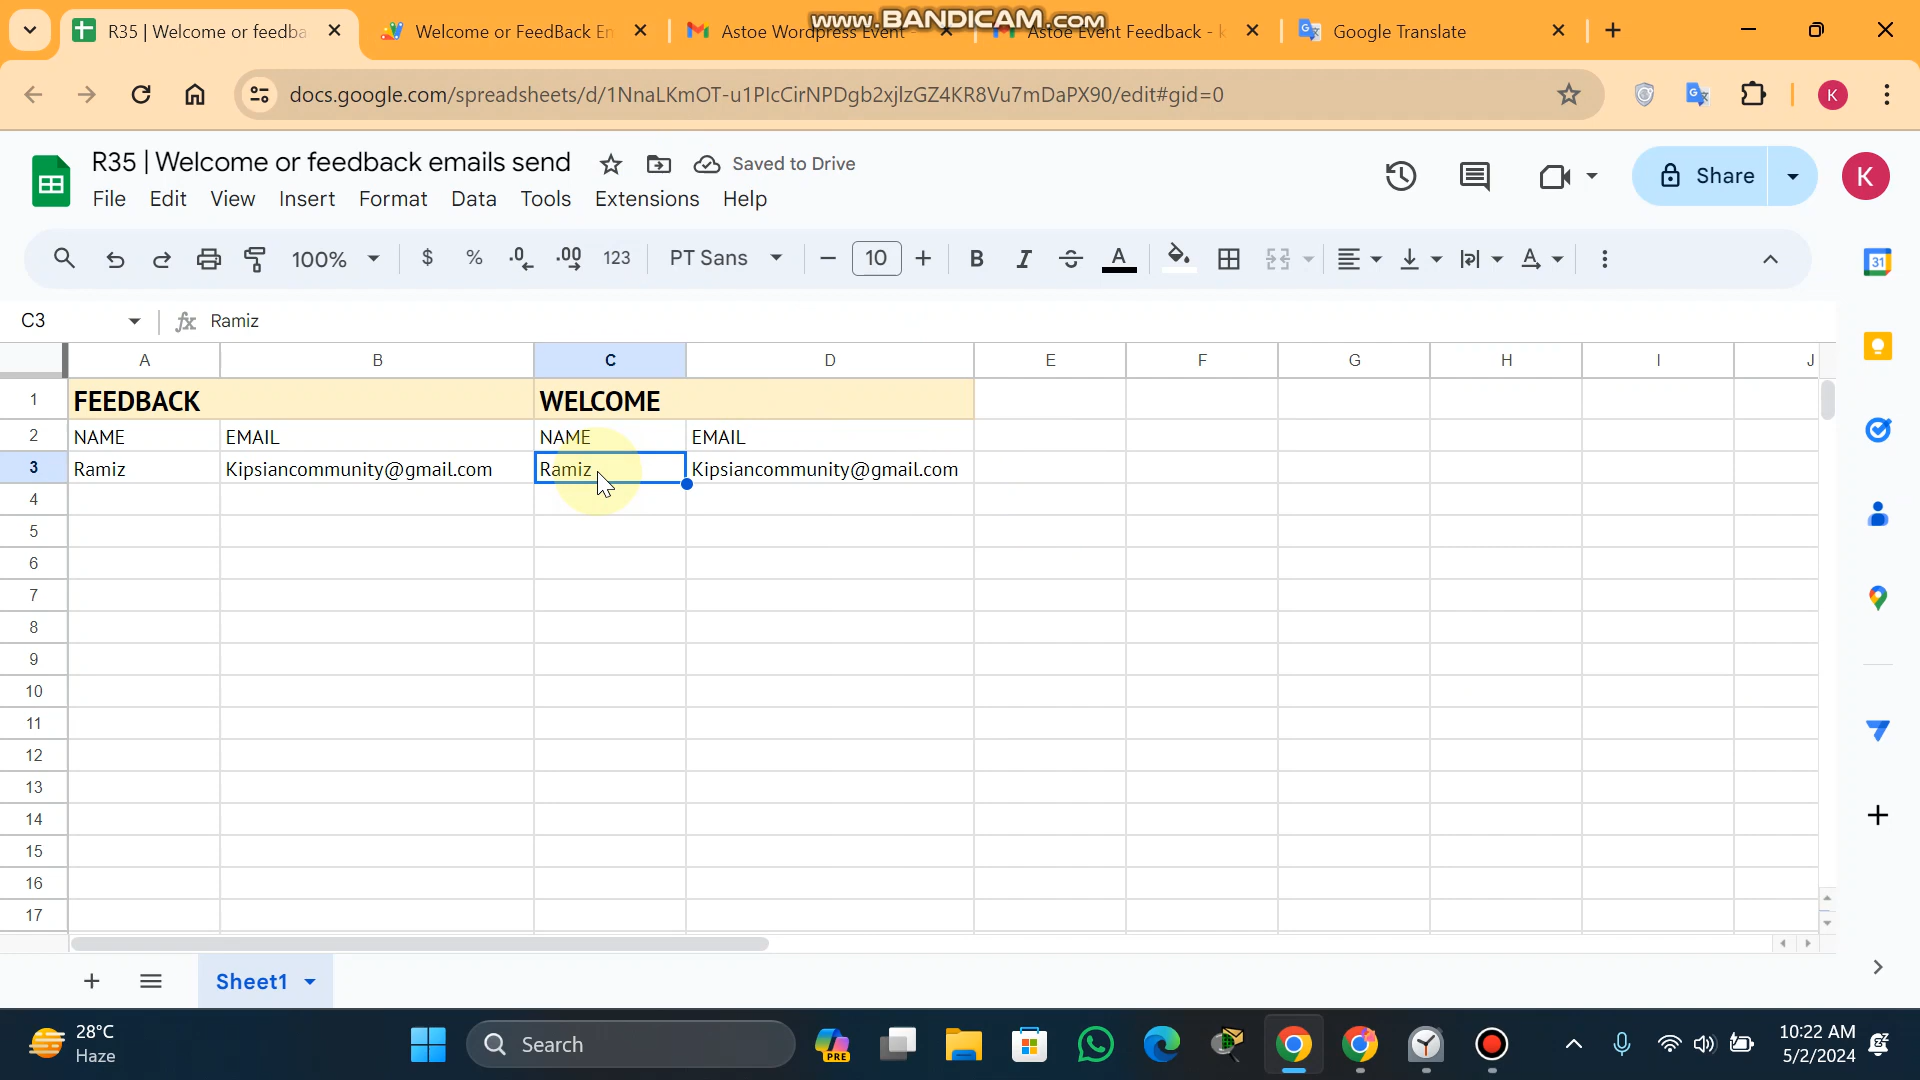 www.BANDICAM.com
R35 | Welcome or feedba
Welcome or FeedBack En
Astoe Wordpress Event -
Astoe Event Feedback - k
Google Translate
docs.google.com/spreadsheets/d/1NnaLKmOT-u1PIcCirNPDgb2xjlzGZ4KR8Vu7mDaPX90/edit#gid=0
K
R35 | Welcome or feedback emails send
Saved to Drive
File Edit View Insert Format Data Tools Extensions Help
Share
K
100% $ % .0 .00 123 PT Sans 10 B I A A
31
C3 fx Ramiz
A B C D E F G H I J
1 FEEDBACK WELCOME
2 NAME EMAIL NAME EMAIL
3 Ramiz Kipsiancommunity@gmail.com Ramiz Kipsiancommunity@gmail.com
4
5
6
7
8
9
10
11
12
13
14
15
16
17
Sheet1
28°C
Haze
Search
PRE
10:22 AM
5/2/2024